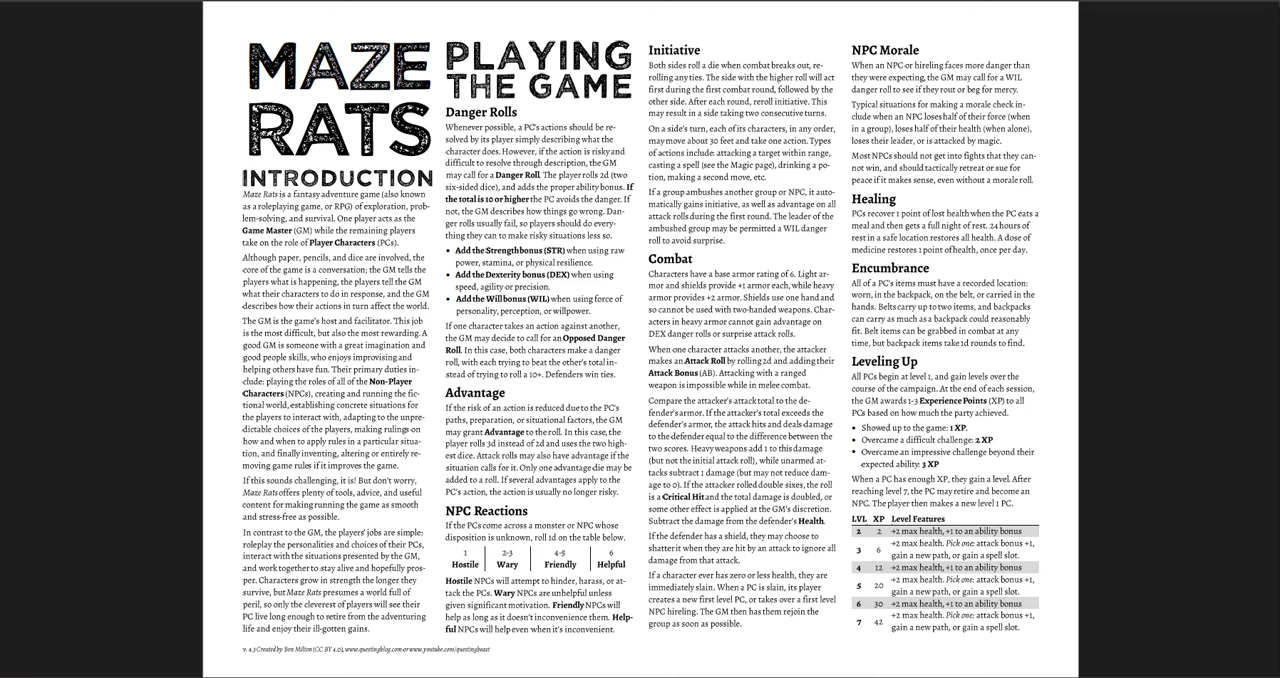 MAZE
RATS
INTRODUCTION
Maze Rats is a fantasy adventure game (also known
as a roleplaying game, or RPG) of exploration, prob-
lem-solving, and survival. One player acts as the
Game Master (GM) while the remaining players
take on the role of Player Characters (PCs).
Although paper, pencils, and dice are involved, the
core of the game is a conversation; the GM tells the
players what is happening, the players tell the GM
what their characters to do in response, and the GM
describes how their actions in turn affect the world.
The GM is the game's host and facilitator. This job
is the most difficult, but also the most rewarding. A
good GM is someone with a great imagination and
good people skills, who enjoys improvising and
helping others have fun. Their primary duties in-
clude: playing the roles of all of the Non-Player
Characters (NPCs), creating and running the fic-
tional world, establishing concrete situations for
the players to interact with, adapting to the unpre-
dictable choices of the players, making rulings on
how and when to apply rules in a particular situa-
tion, and finally inventing, altering or entirely re-
moving game rules if it improves the game.
If this sounds challenging, it is! But don't worry,
Maze Rats offers plenty of tools, advice, and useful
content for making running the game as smooth
and stress-free as possible.
In contrast to the GM, the players' jobs are simple:
roleplay the personalities and choices of their PCs,
interact with the situations presented by the GM,
and work together to stay alive and hopefully pros-
per. Characters grow in strength the longer they
survive, but Maze Rats presumes a world full of
peril, so only the cleverest of players will see their
PC live long enough to retire from the adventuring
life and enjoy their ill-gotten gains.
PLAYING
THE GAME
Danger Rolls
Whenever possible, a PC's actions should be re-
solved by its player simply describing what the
character does. However, if the action is risky and
difficult to resolve through description, the GM
may call for a Danger Roll. The player rolls 2d (two
six-sided dice), and adds the proper ability bonus. If
the total is 10 or higher the PC avoids the danger. If
not, the GM describes how things go wrong. Dan-
ger rolls usually fail, so players should do every-
thing they can to make risky situations less so.
• Add the Strength bonus (STR) when using raw
power, stamina, or physical resilience.
• Add the Dexterity bonus (DEX) when using
speed, agility or precision.
• Add the Will bonus (WIL) when using force of
personality, perception, or willpower.
If one character takes an action against another,
the GM may decide to call for an Opposed Danger
Roll. In this case, both characters make a danger
roll, with each trying to beat the other's total in-
stead of trying to roll a 10+. Defenders win ties.
Advantage
If the risk of an action is reduced due to the PC's
paths, preparation, or situational factors, the GM
may grant Advantage to the roll. In this case, the
player rolls 3d instead of 2d and uses the two high-
est dice. Attack rolls may also have advantage if the
situation calls for it. Only one advantage die may be
added to a roll. If several advantages apply to the
PC's action, the action is usually no longer risky.
NPC Reactions
If the PCs come across a monster or NPC whose
disposition is unknown, roll 1d on the table below.
1 2-3 4-5 6
Hostile Wary Friendly Helpful
Hostile NPCs will attempt to hinder, harass, or at-
tack the PCs. Wary NPCs are unhelpful unless
given significant motivation. Friendly NPCs will
help as long as it doesn't inconvenience them. Help-
ful NPCs will help even when it's inconvenient.
Initiative
Both sides roll a die when combat breaks out, re-
rolling any ties. The side with the higher roll will act
first during the first combat round, followed by the
other side. After each round, reroll initiative. This
may result in a side taking two consecutive turns.
On a side's turn, each of its characters, in any order,
may move about 30 feet and take one action. Types
of actions include: attacking a target within range,
casting a spell (see the Magic page), drinking a po-
tion, making a second move, etc.
If a group ambushes another group or NPC, it auto-
matically gains initiative, as well as advantage on all
attack rolls during the first round. The leader of the
ambushed group may be permitted a WIL danger
roll to avoid surprise.
Combat
Characters have a base armor rating of 6. Light ar-
mor and shields provide +1 armor each, while heavy
armor provides +2 armor. Shields use one hand and
so cannot be used with two-handed weapons. Char-
acters in heavy armor cannot gain advantage on
DEX danger rolls or surprise attack rolls.
When one character attacks another, the attacker
makes an Attack Roll by rolling 2d and adding their
Attack Bonus (AB). Attacking with a ranged
weapon is impossible while in melee combat.
Compare the attacker's attack total to the de-
fender's armor. If the attacker's total exceeds the
defender's armor, the attack hits and deals damage
to the defender equal to the difference between the
two scores. Heavy weapons add 1 to this damage
(but not the initial attack roll), while unarmed at-
tacks subtract 1 damage (but may not reduce dam-
age to 0). If the attacker rolled double sixes, the roll
is a Critical Hit and the total damage is doubled, or
some other effect is applied at the GM's discretion.
Subtract the damage from the defender's Health.
If the defender has a shield, they may choose to
shatter it when they are hit by an attack to ignore all
damage from that attack.
If a character ever has zero or less health, they are
immediately slain. When a PC is slain, its player
creates a new first level PC, or takes over a first level
NPC hireling. The GM then has them rejoin the
group as soon as possible.
NPC Morale
When an NPC or hireling faces more danger than
they were expecting, the GM may call for a WIL
danger roll to see if they rout or beg for mercy.
Typical situations for making a morale check in-
clude when an NPC loses half of their force (when
in a group), loses half of their health (when alone),
loses their leader, or is attacked by magic.
Most NPCs should not get into fights that they can-
not win, and should tactically retreat or sue for
peace if it makes sense, even without a morale roll.
Healing
PCs recover 1 point of lost health when the PC eats a
meal and then gets a full night of rest. 24 hours of
rest in a safe location restores all health. A dose of
medicine restores 1 point of health, once per day.
Encumbrance
All of a PC's items must have a recorded location:
worn, in the backpack, on the belt, or carried in the
hands. Belts carry up to two items, and backpacks
can carry as much as a backpack could reasonably
fit. Belt items can be grabbed in combat at any
time, but backpack items take 1d rounds to find.
Leveling Up
All PCs begin at level 1, and gain levels over the
course of the campaign. At the end of each session,
the GM awards 1-3 Experience Points (XP) to all
PCs based on how much the party achieved.
• Showed up to the game: 1 XP.
• Overcame a difficult challenge: 2 XP
• Overcame an impressive challenge beyond their
expected ability: 3 XP
When a PC has enough XP, they gain a level. After
reaching level 7, the PC may retire and become an
NPC. The player then makes a new level 1 PC.
LVL XP Level Features
2 2 +2 max health, +1 to an ability bonus
3 6 +2 max health. Pick one: attack bonus +1,
gain a new path, or gain a spell slot.
4 12 +2 max health, +1 to an ability bonus
5 20 +2 max health. Pick one: attack bonus +1,
gain a new path, or gain a spell slot.
6 30 +2 max health, +1 to an ability bonus
7 42 +2 max health. Pick one: attack bonus +1,
gain a new path, or gain a spell slot.
v. 4.3 Created by Ben Milton (CC BY 4.0), www.questingblog.com or www.youtube.com/questingbeast